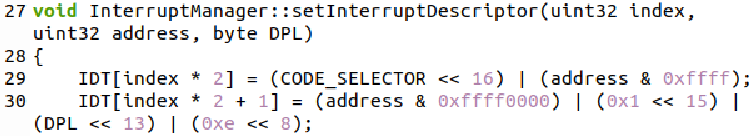 27 void InterruptManager::setInterruptDescriptor(uint32 index,
uint32 address, byte DPL)
28 {
29     IDT[index * 2] = (CODE_SELECTOR << 16) | (address & 0xffff);
30     IDT[index * 2 + 1] = (address & 0xffff0000) | (0x1 << 15) |
(DPL << 13) | (0xe << 8);